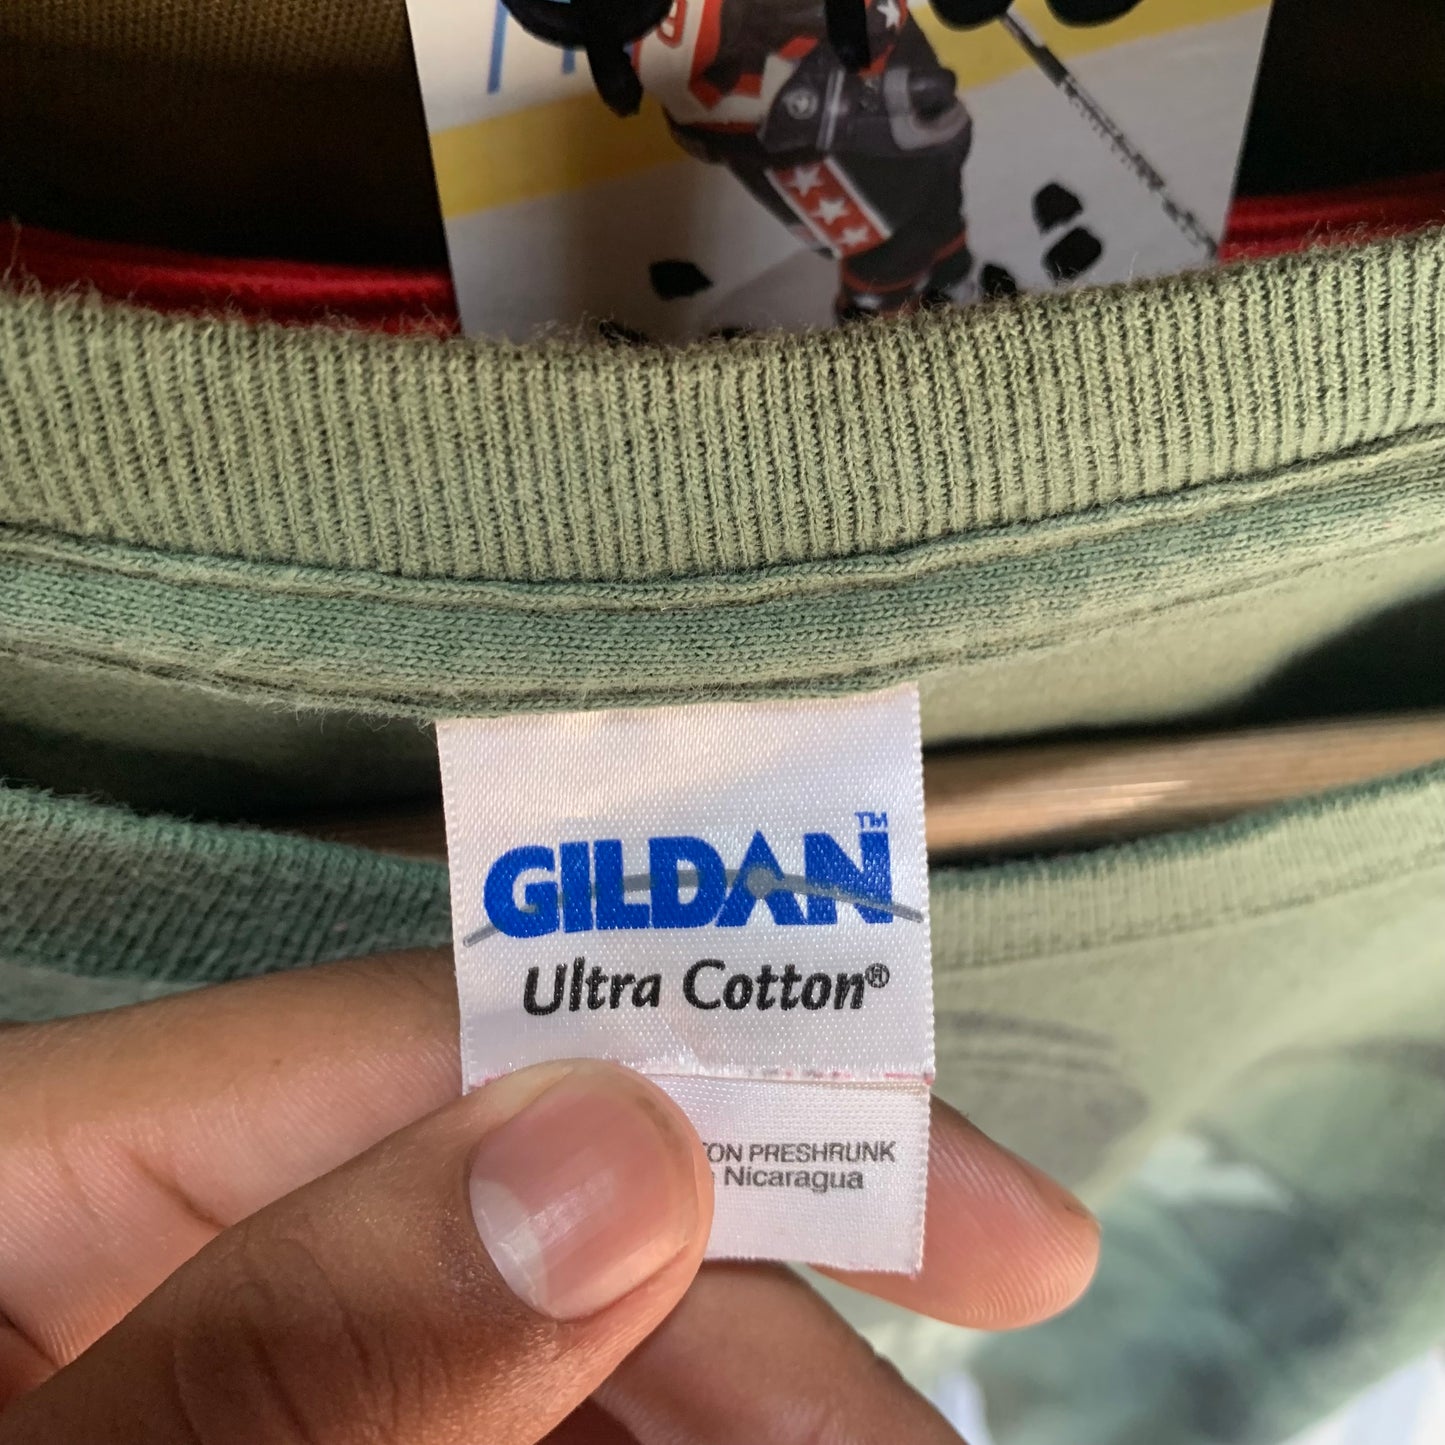 GILDAN™
Ultra Cotton®
PRESHRUNK
Nicaragua